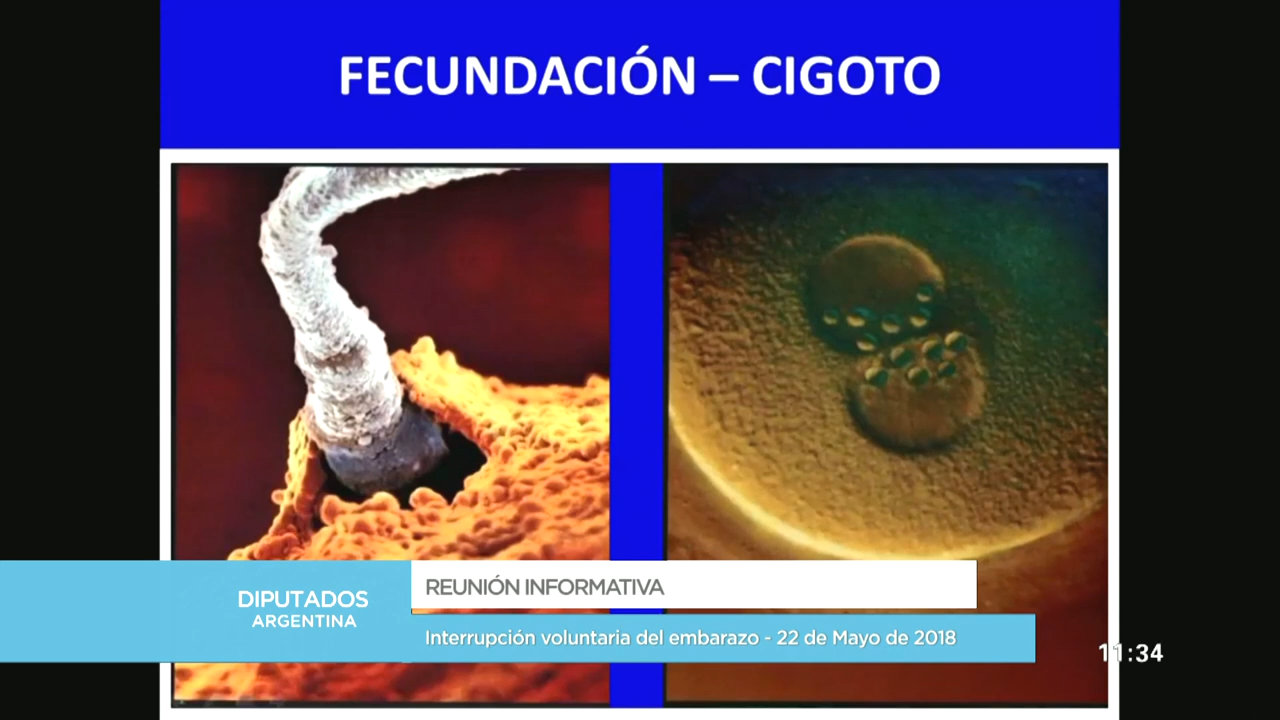 FECUNDACIÓN – CIGOTO
DIPUTADOS
ARGENTINA
REUNIÓN INFORMATIVA
Interrupción voluntaria del embarazo - 22 de Mayo de 2018
11:34